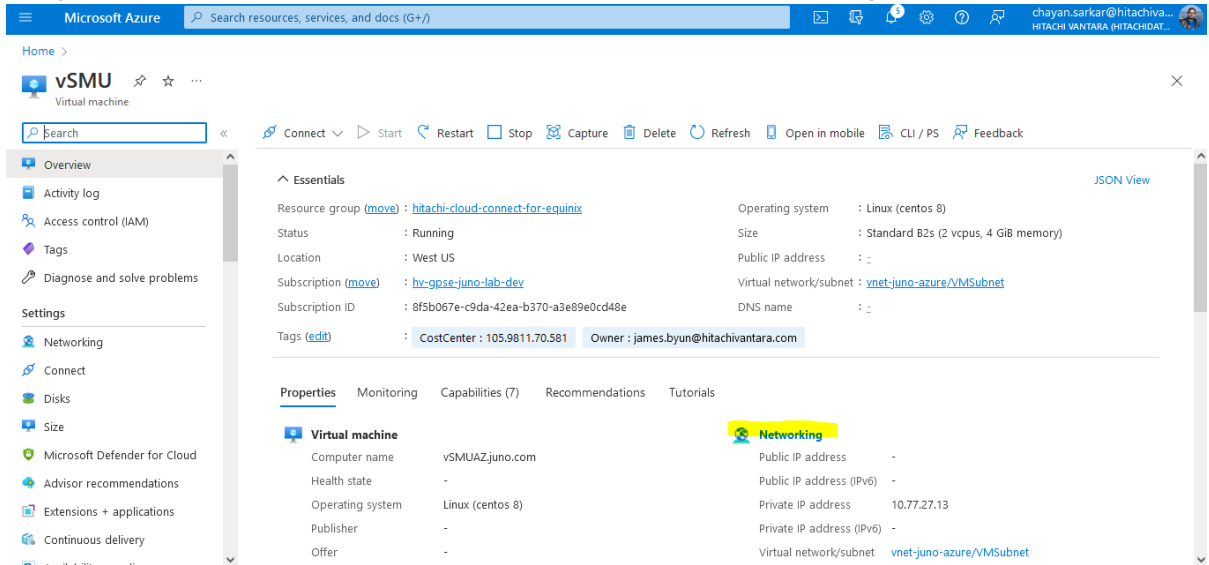 Microsoft Azure
Search resources, services, and docs (G+/)
5
chayan.sarkar@hitachiva...
HITACHI VANTARA (HITACHIDAT...
Home >
vSMU
...
Virtual machine
Search
«
Connect
Start
Restart
Stop
Capture
Delete
Refresh
Open in mobile
CLI / PS
Feedback
Overview
Activity log
Access control (IAM)
Tags
Diagnose and solve problems
Settings
Networking
Connect
Disks
Size
Microsoft Defender for Cloud
Advisor recommendations
Extensions + applications
Continuous delivery
Essentials
JSON View
Resource group (move) : hitachi-cloud-connect-for-equinix
Status : Running
Location : West US
Subscription (move) : hv-gpse-juno-lab-dev
Subscription ID : 8f5b067e-c9da-42ea-b370-a3e89e0cd48e
Tags (edit) : CostCenter : 105.9811.70.581 Owner : james.byun@hitachivantara.com
Operating system : Linux (centos 8)
Size : Standard B2s (2 vcpus, 4 GiB memory)
Public IP address : -
Virtual network/subnet : vnet-juno-azure/VMSubnet
DNS name : -
Properties Monitoring Capabilities (7) Recommendations Tutorials
Virtual machine
Computer name vSMUAZ.juno.com
Health state -
Operating system Linux (centos 8)
Publisher -
Offer -
Networking
Public IP address -
Public IP address (IPv6) -
Private IP address 10.77.27.13
Private IP address (IPv6) -
Virtual network/subnet vnet-juno-azure/VMSubnet